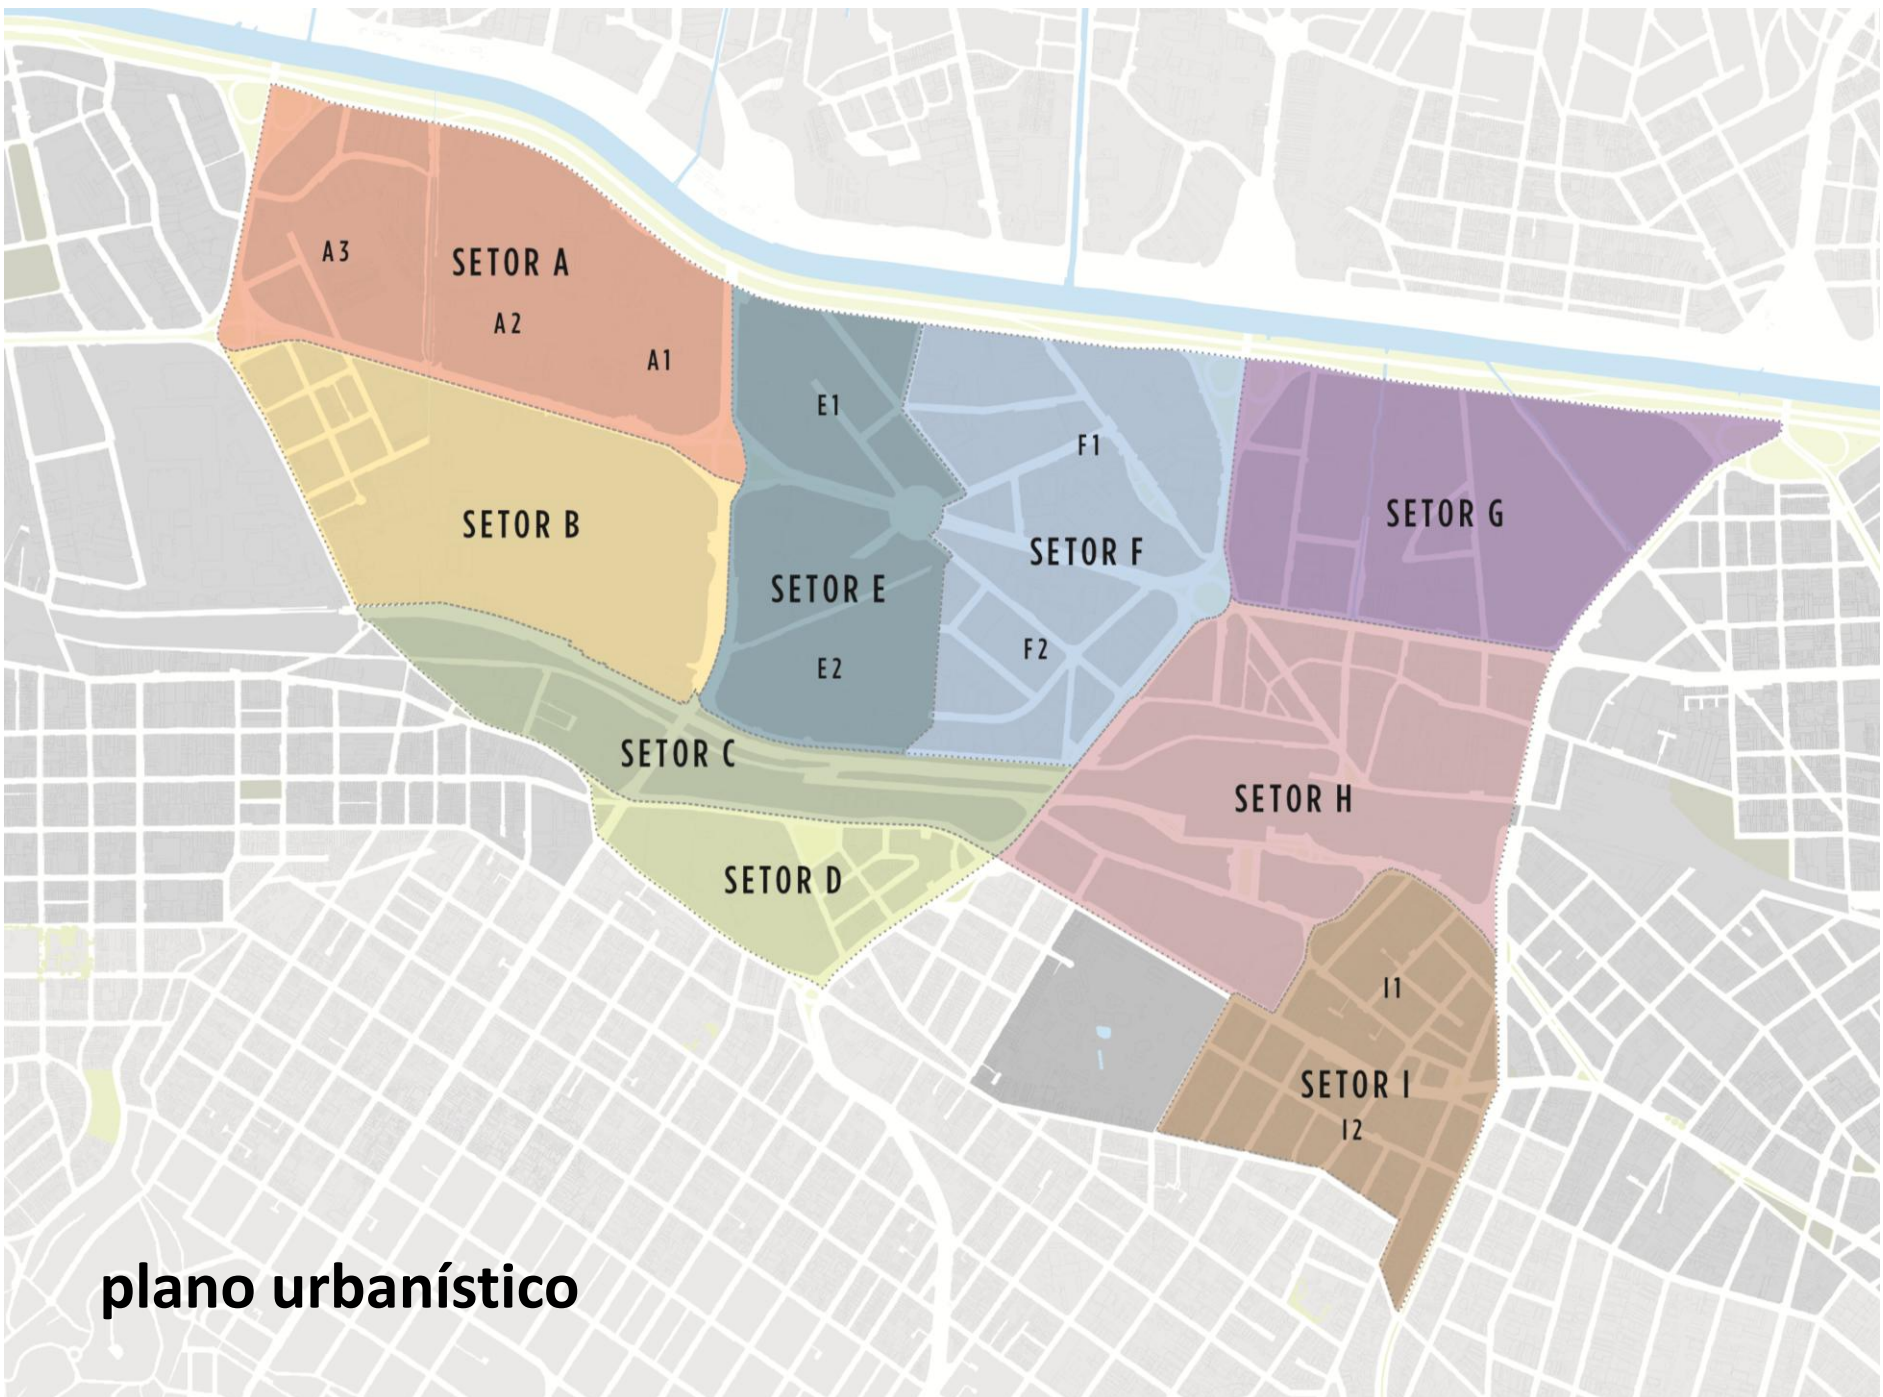 A3
SETOR A
A2
A1
SETOR B
E1
SETOR E
E2
F1
SETOR F
F2
SETOR G
SETOR C
SETOR D
SETOR H
I1
SETOR I
I2
plano urbanístico